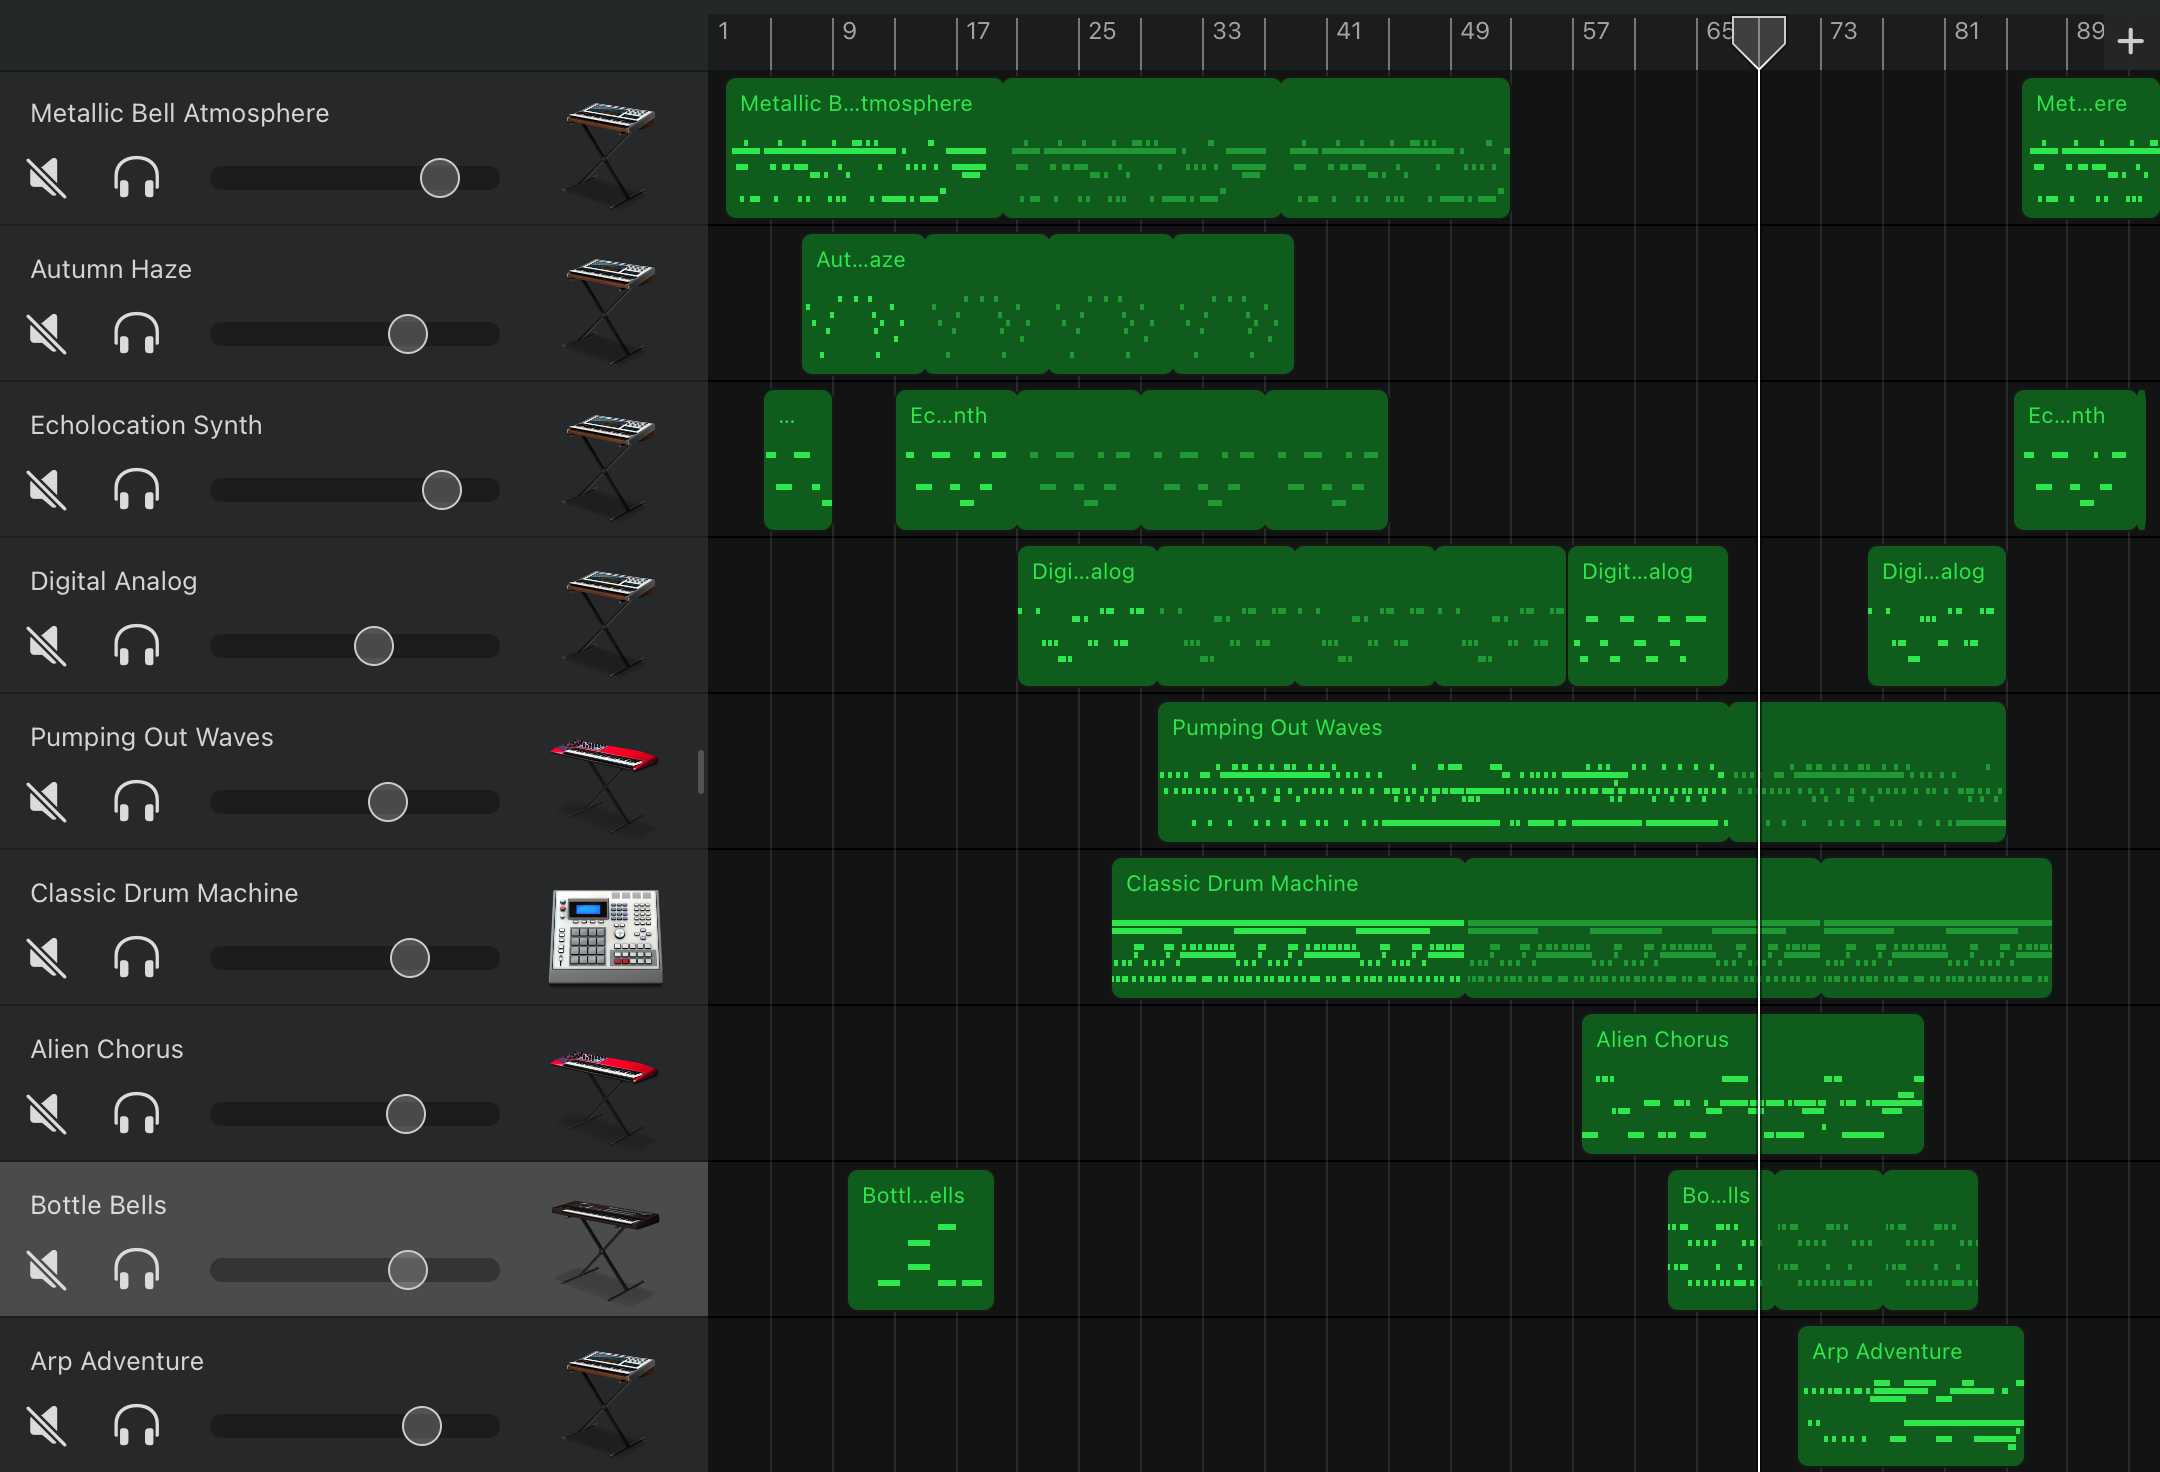 1 9 17 25 33 41 49 57 65 73 81 89
Metallic Bell Atmosphere
Metallic B...tmosphere
Met...ere
Autumn Haze
Aut...aze
Echolocation Synth
...
Ec...nth
Ec...nth
Digital Analog
Digi...alog
Digit...alog
Digi...alog
Pumping Out Waves
Pumping Out Waves
Classic Drum Machine
Classic Drum Machine
Alien Chorus
Alien Chorus
Bottle Bells
Bottl...ells
Bo...lls
Arp Adventure
Arp Adventure